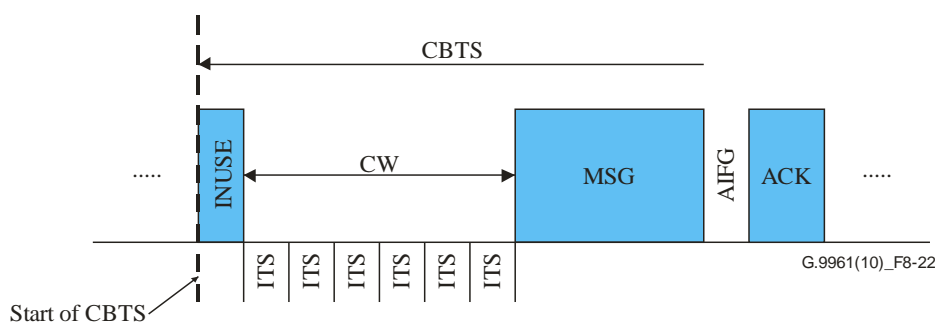 CBTS
INUSE
CW
MSG
AIFG
ACK
.....
.....
ITS
ITS
ITS
ITS
ITS
ITS
G.9961(10)_F8-22
Start of CBTS